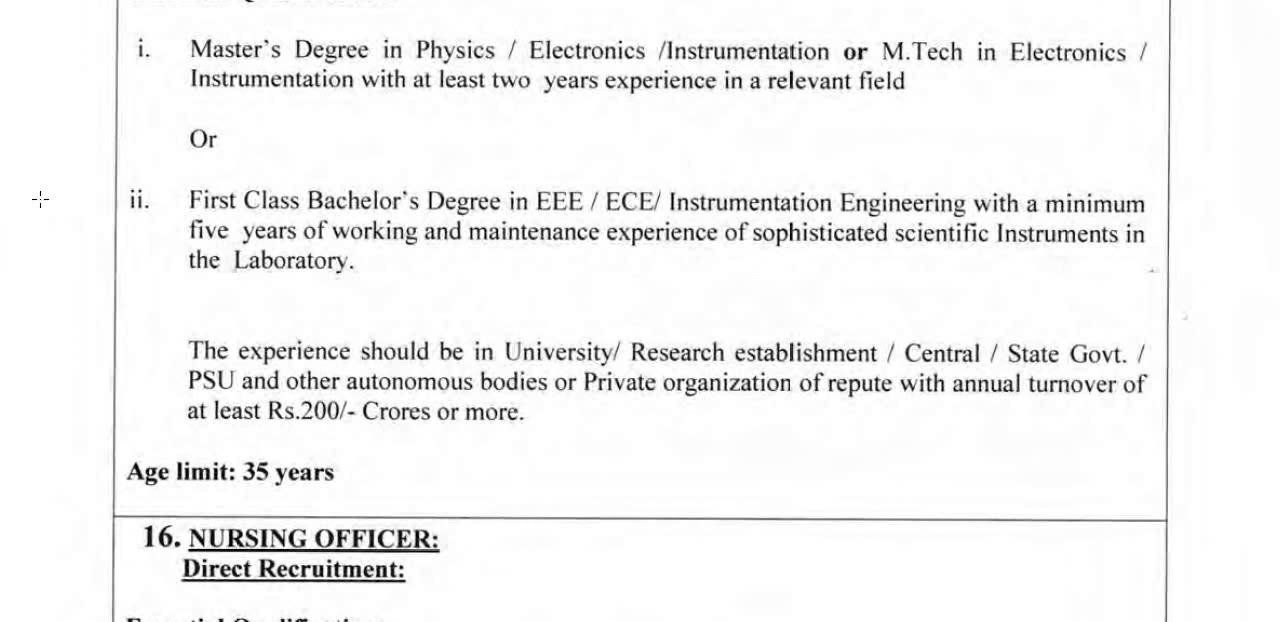 i. Master's Degree in Physics / Electronics /Instrumentation or M.Tech in Electronics /
Instrumentation with at least two years experience in a relevant field
Or
ii. First Class Bachelor's Degree in EEE / ECE/ Instrumentation Engineering with a minimum
five years of working and maintenance experience of sophisticated scientific Instruments in
the Laboratory.
The experience should be in University/ Research establishment / Central / State Govt. /
PSU and other autonomous bodies or Private organization of repute with annual turnover of
at least Rs.200/- Crores or more.
Age limit: 35 years
16. NURSING OFFICER:
Direct Recruitment: